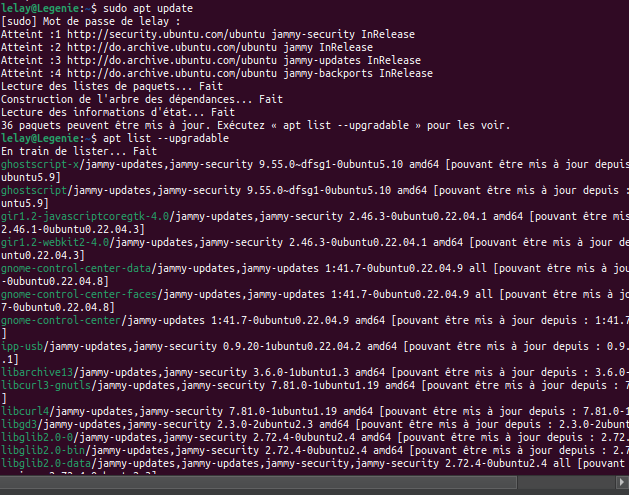 lelay@Legenie:~$ sudo apt update
[sudo] Mot de passe de lelay :
Atteint :1 http://security.ubuntu.com/ubuntu jammy-security InRelease
Atteint :2 http://do.archive.ubuntu.com/ubuntu jammy InRelease
Atteint :3 http://do.archive.ubuntu.com/ubuntu jammy-updates InRelease
Atteint :4 http://do.archive.ubuntu.com/ubuntu jammy-backports InRelease
Lecture des listes de paquets... Fait
Construction de l'arbre des dépendances... Fait
Lecture des informations d'état... Fait
36 paquets peuvent être mis à jour. Exécutez « apt list --upgradable » pour les voir.
lelay@Legenie:~$ apt list --upgradable
En train de lister... Fait
ghostscript-x/jammy-updates,jammy-security 9.55.0~dfsg1-0ubuntu5.10 amd64 [pouvant être mis à jour depuis
ubuntu5.9]
ghostscript/jammy-updates,jammy-security 9.55.0~dfsg1-0ubuntu5.10 amd64 [pouvant être mis à jour depuis :
untu5.9]
gir1.2-javascriptcoregtk-4.0/jammy-updates,jammy-security 2.46.3-0ubuntu0.22.04.1 amd64 [pouvant être mis
2.46.1-0ubuntu0.22.04.3]
gir1.2-webkit2-4.0/jammy-updates,jammy-security 2.46.3-0ubuntu0.22.04.1 amd64 [pouvant être mis à jour de
untu0.22.04.3]
gnome-control-center-data/jammy-updates,jammy-updates 1:41.7-0ubuntu0.22.04.9 all [pouvant être mis à jour
-0ubuntu0.22.04.8]
gnome-control-center-faces/jammy-updates,jammy-updates 1:41.7-0ubuntu0.22.04.9 all [pouvant être mis à jo
7-0ubuntu0.22.04.8]
gnome-control-center/jammy-updates 1:41.7-0ubuntu0.22.04.9 amd64 [pouvant être mis à jour depuis : 1:41.7
]
ipp-usb/jammy-updates,jammy-security 0.9.20-1ubuntu0.22.04.2 amd64 [pouvant être mis à jour depuis : 0.9.
.1]
libarchive13/jammy-updates,jammy-security 3.6.0-1ubuntu1.3 amd64 [pouvant être mis à jour depuis : 3.6.0-
libcurl3-gnutls/jammy-updates,jammy-security 7.81.0-1ubuntu1.19 amd64 [pouvant être mis à jour depuis : 7
]
libcurl4/jammy-updates,jammy-security 7.81.0-1ubuntu1.19 amd64 [pouvant être mis à jour depuis : 7.81.0-1
libgd3/jammy-updates,jammy-security 2.3.0-2ubuntu2.3 amd64 [pouvant être mis à jour depuis : 2.3.0-2ubunt
libglib2.0-0/jammy-updates,jammy-security 2.72.4-0ubuntu2.4 amd64 [pouvant être mis à jour depuis : 2.72.
libglib2.0-bin/jammy-updates,jammy-security 2.72.4-0ubuntu2.4 amd64 [pouvant être mis à jour depuis : 2.7
libglib2.0-data/jammy-updates,jammy-updates,jammy-security,jammy-security 2.72.4-0ubuntu2.4 all [pouvant